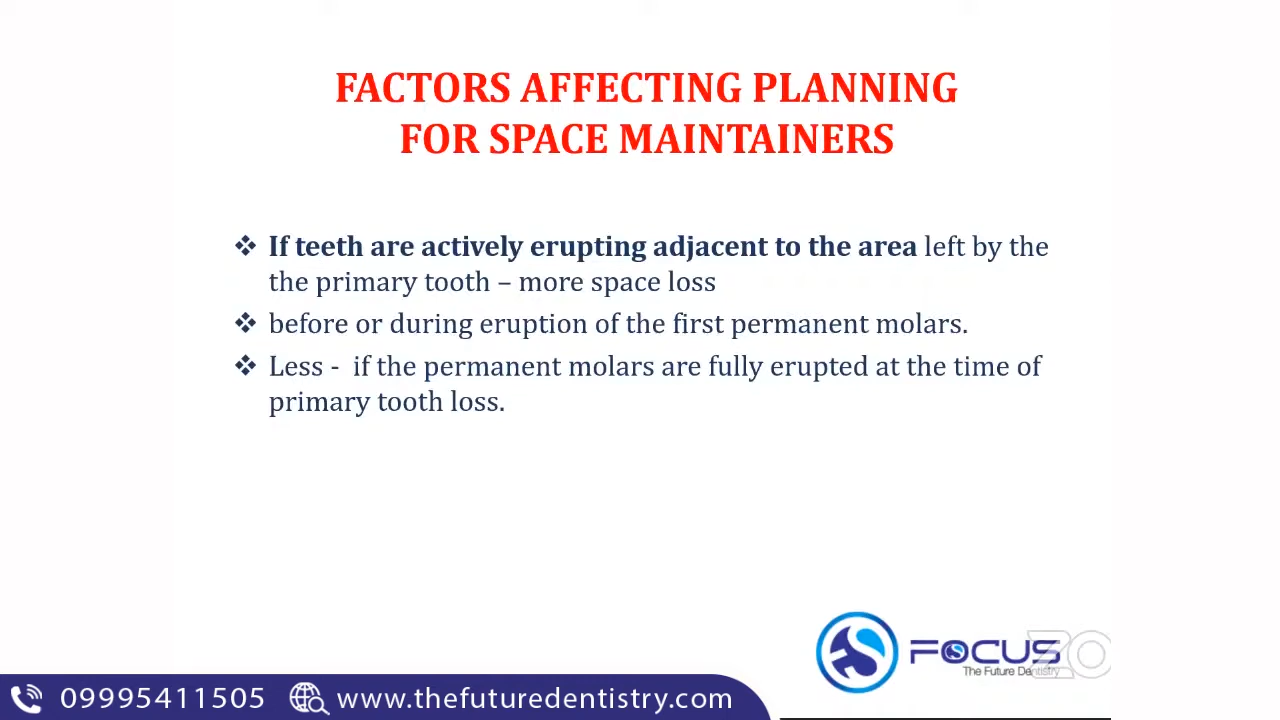 FACTORS AFFECTING PLANNING
FOR SPACE MAINTAINERS
❖ If teeth are actively erupting adjacent to the area left by the
the primary tooth – more space loss
❖ before or during eruption of the first permanent molars.
❖ Less - if the permanent molars are fully erupted at the time of
primary tooth loss.
FOCUS
The Future Dentistry
09995411505 www.thefuturedentistry.com